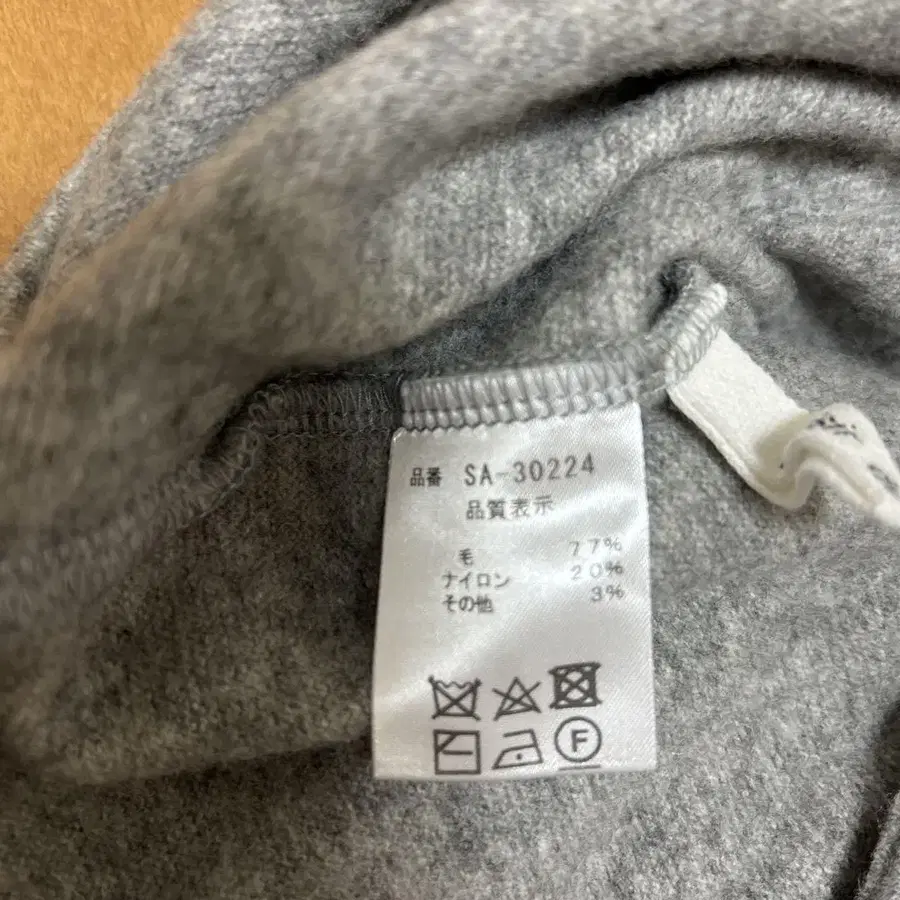 品番 SA-30224
品質表示
毛 77%
ナイロン 20%
その他 3%
F